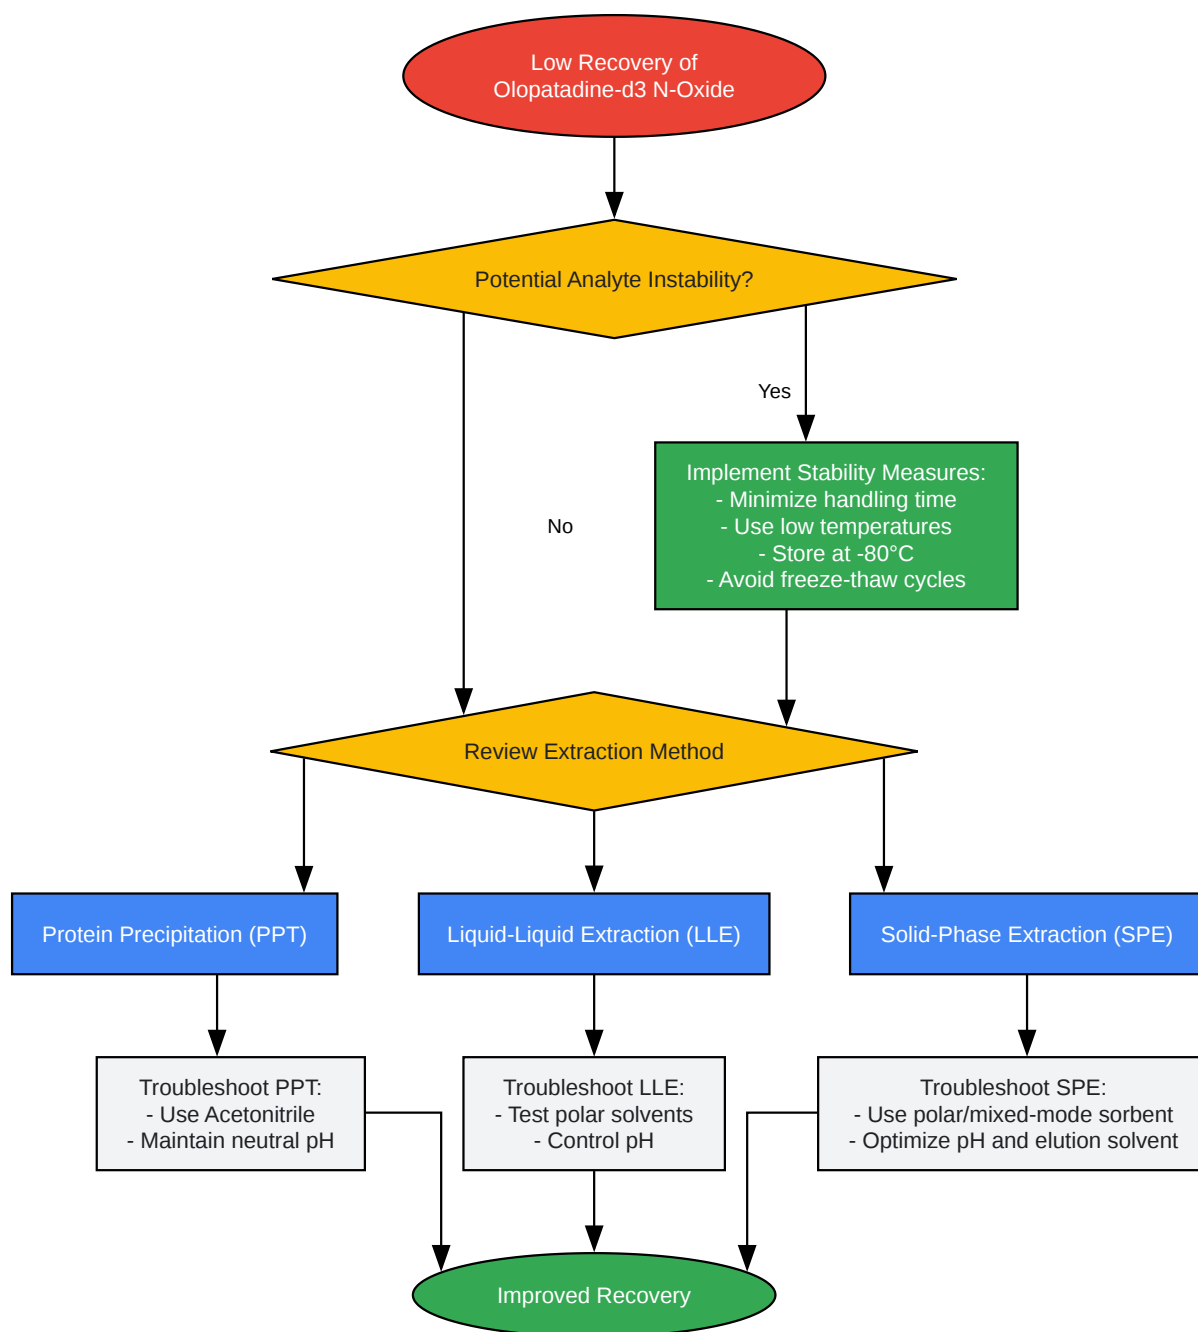 Low Recovery of
Olopatadine-d3 N-Oxide
Potential Analyte Instability?
Yes
Implement Stability Measures:
- Minimize handling time
- Use low temperatures
- Store at -80°C
- Avoid freeze-thaw cycles
No
Review Extraction Method
Protein Precipitation (PPT)
Liquid-Liquid Extraction (LLE)
Solid-Phase Extraction (SPE)
Troubleshoot PPT:
- Use Acetonitrile
- Maintain neutral pH
Troubleshoot LLE:
- Test polar solvents
- Control pH
Troubleshoot SPE:
- Use polar/mixed-mode sorbent
- Optimize pH and elution solvent
Improved Recovery